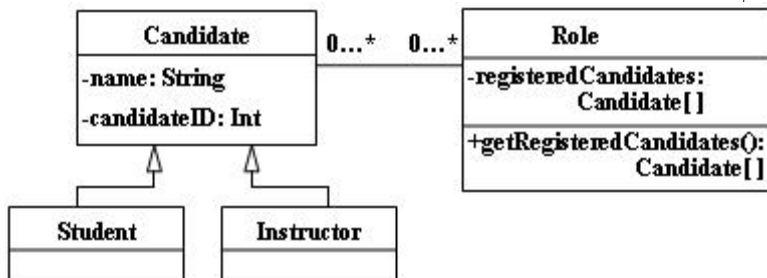 Candidate
-name: String
-candidateID: Int
0...*
0...*
Role
-registeredCandidates:
Candidate[]
+getRegisteredCandidates():
Candidate[]
Student
Instructor